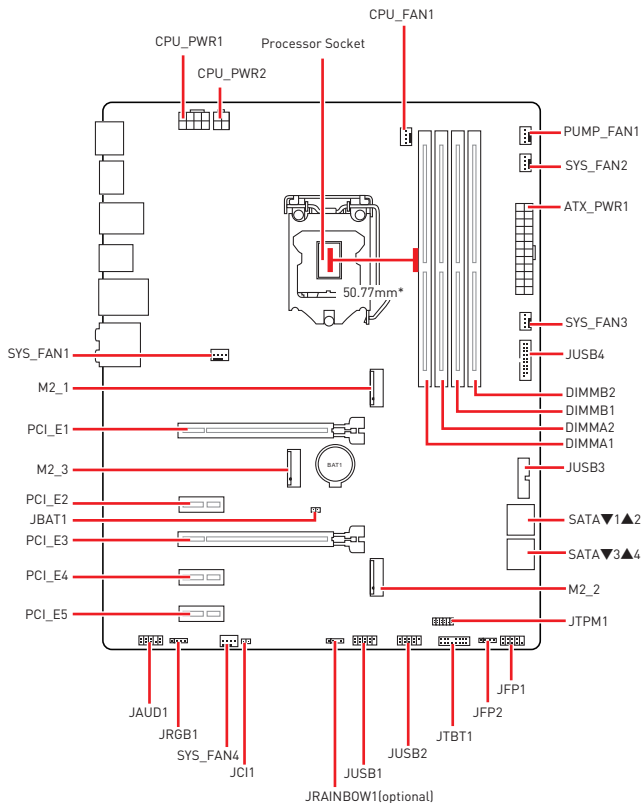 CPU_FAN1
CPU_PWR1
Processor Socket
CPU_PWR2
PUMP_FAN1
SYS_FAN2
ATX_PWR1
50.77mm*
SYS_FAN3
SYS_FAN1
JUSB4
M2_1
DIMMB2
DIMMB1
PCI_E1
DIMMA2
DIMMA1
M2_3
BAT1
JUSB3
PCI_E2
JBAT1
SATA▼1▲2
PCI_E3
SATA▼3▲4
PCI_E4
M2_2
PCI_E5
JTPM1
JAUD1
JFP1
JRGB1
JFP2
SYS_FAN4
JTBT1
JUSB2
JCI1
JUSB1
JRAINBOW1(optional)